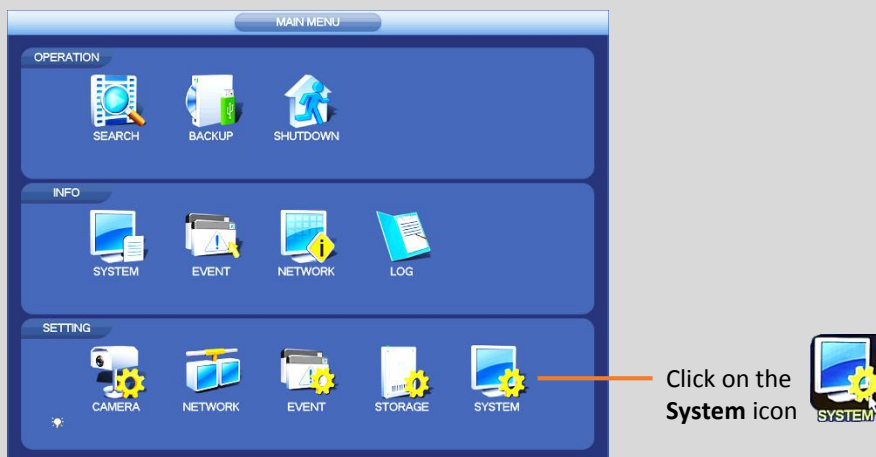 MAIN MENU
OPERATION
SEARCH BACKUP SHUTDOWN
INFO
SYSTEM EVENT NETWORK LOG
SETTING
CAMERA NETWORK EVENT STORAGE SYSTEM
Click on the
System icon
SYSTEM